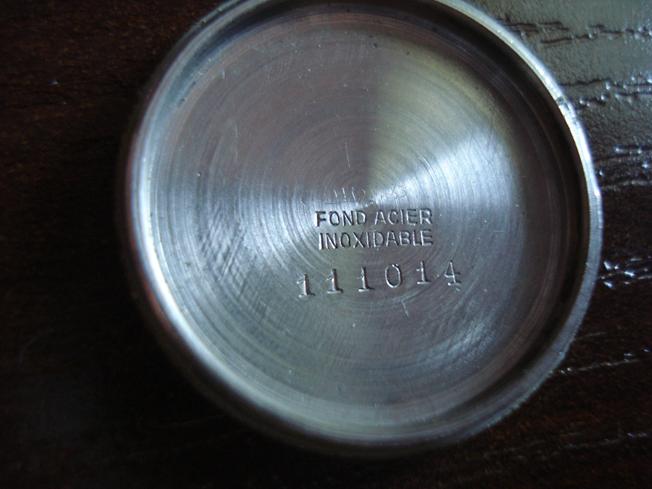 FOND ACIER
INOXIDABLE
111014